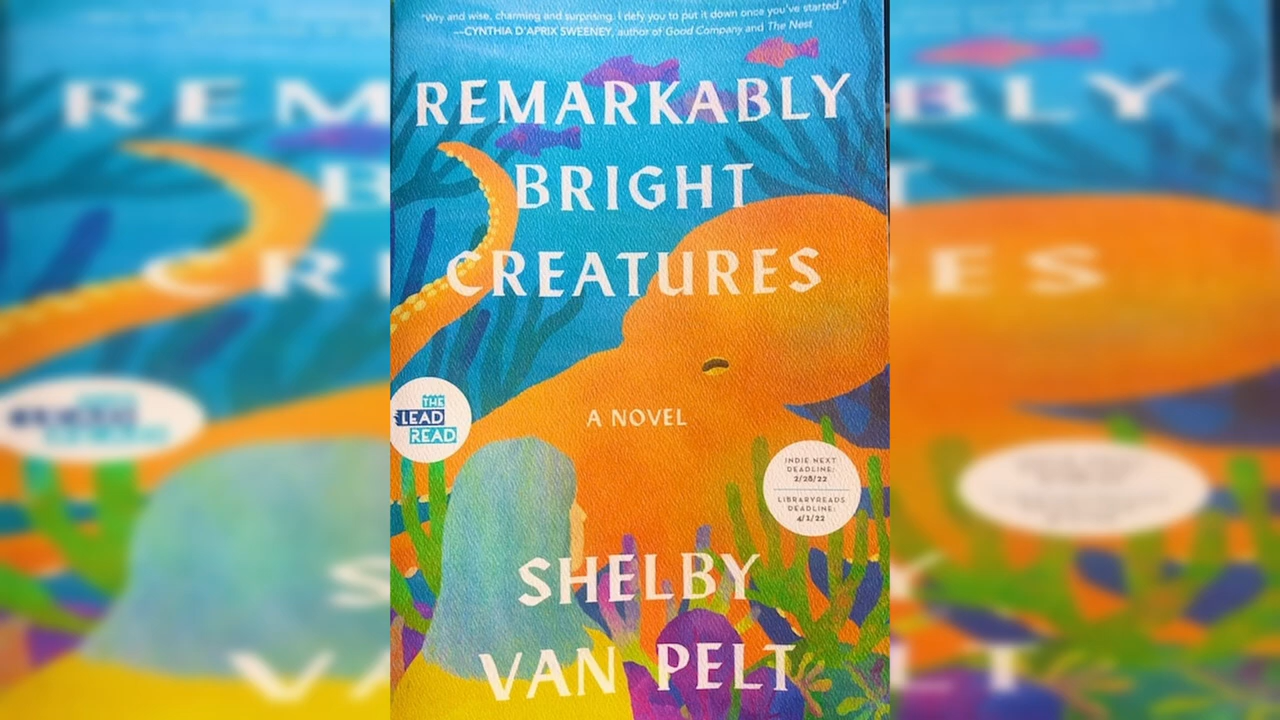 "Wry and wise, charming and surprising. I defy you to put it down once you've started."
—CYNTHIA D'APRIX SWEENEY, author of Good Company and The Nest
REMARKABLY
BRIGHT
CREATURES
A NOVEL
THE
LEAD
READ
INDIE NEXT
DEADLINE:
2/28/22
LIBRARYREADS
DEADLINE:
4/1/22
SHELBY
VAN PELT